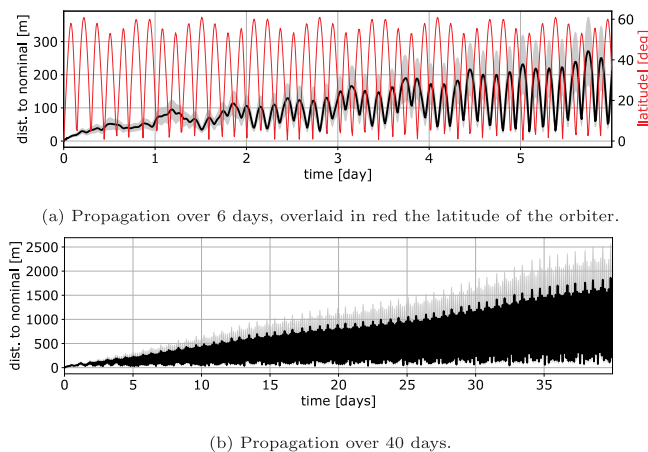 dist. to nominal [m]
300
200
100
0
60
40
20
0
|latitude| [deg]
0 1 2 3 4 5
time [day]
(a) Propagation over 6 days, overlaid in red the latitude of the orbiter.
dist. to nominal [m]
2500
2000
1500
1000
500
0
0 5 10 15 20 25 30 35
time [days]
(b) Propagation over 40 days.